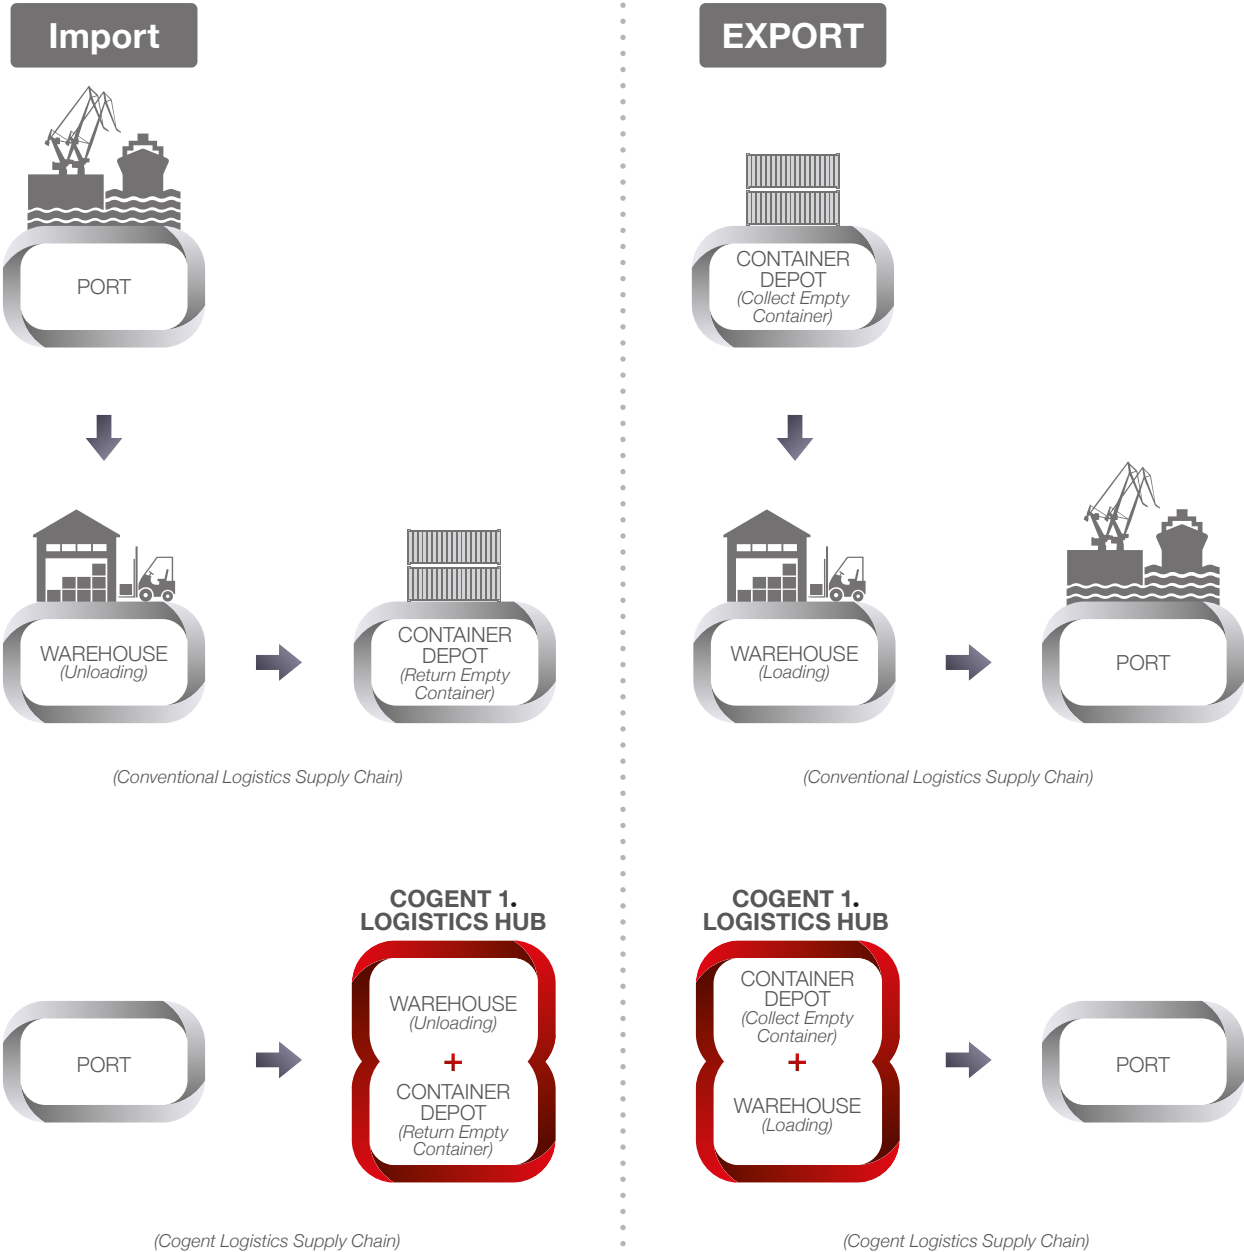 Import
PORT
WAREHOUSE
(Unloading)
CONTAINER
DEPOT
(Return Empty
Container)
(Conventional Logistics Supply Chain)
PORT
COGENT 1.
LOGISTICS HUB
WAREHOUSE
(Unloading)
+
CONTAINER
DEPOT
(Return Empty
Container)
(Cogent Logistics Supply Chain)
EXPORT
CONTAINER
DEPOT
(Collect Empty
Container)
WAREHOUSE
(Loading)
PORT
(Conventional Logistics Supply Chain)
COGENT 1.
LOGISTICS HUB
CONTAINER
DEPOT
(Collect Empty
Container)
+
WAREHOUSE
(Loading)
PORT
(Cogent Logistics Supply Chain)